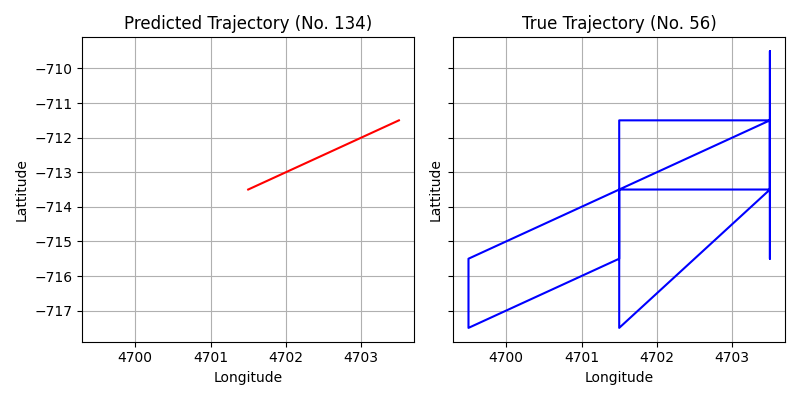 Predicted Trajectory (No. 134)
Lattitude
−710
−711
−712
−713
−714
−715
−716
−717
4700
4701
4702
4703
Longitude
True Trajectory (No. 56)
Lattitude
4700
4701
4702
4703
Longitude